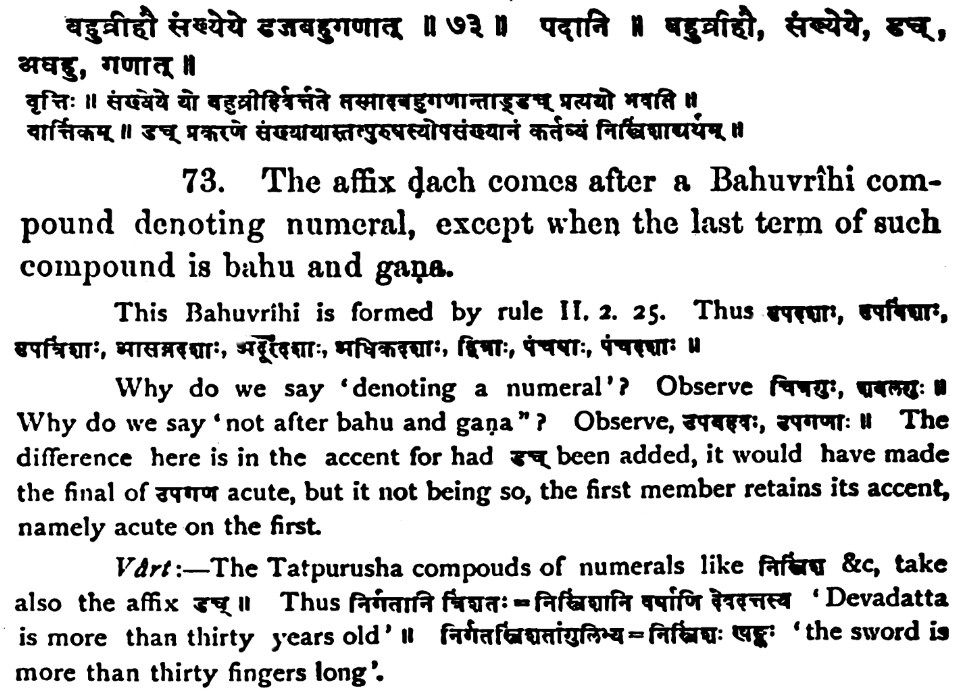 बहुव्रीहौ संख्येये डजबहुगणात् ॥ ७३ ॥ पदानि ॥ बहुव्रीहौ, संख्येये, डच्,
अबहु, गणात् ॥
वृत्तिः ॥ संख्येये यो बहुव्रीहिर्वर्त्तते तस्मादबहुगणान्ताड्डच् प्रत्ययो भवति ॥
वार्त्तिकम् ॥ डच् प्रकरणे संख्यायास्तत्पुरुषस्योपसंख्यानं कर्तव्यं निस्त्रिंशाद्यर्थम् ॥
73. The affix ḍach comes after a Bahuvrîhi com-
pound denoting numeral, except when the last term of such
compound is bahu and gaṇa.
This Bahuvrîhi is formed by rule II. 2. 25. Thus उपदशाः, उपविंशाः,
उपत्रिंशाः, आसन्नदशाः, अदूरदशाः, अधिकदशाः, द्वित्राः, पंचषाः, पंचदशाः ॥
Why do we say 'denoting a numeral'? Observe चित्रगुः, शबलगुः ॥
Why do we say 'not after bahu and gaṇa"? Observe, उपबहवः, उपगणाः ॥ The
difference here is in the accent for had डच् been added, it would have made
the final of उपगण acute, but it not being so, the first member retains its accent,
namely acute on the first.
Vârt:—The Tatpurusha compouds of numerals like निस्त्रिंश &c, take
also the affix डच् ॥ Thus निर्गतानि त्रिंशतः = निस्त्रिंशानि वर्षाणि देवदत्तस्य 'Devadatta
is more than thirty years old' ॥ निर्गतस्त्रिंशतांगुलिभ्य = निस्त्रिंशः खङ्गः 'the sword is
more than thirty fingers long'.